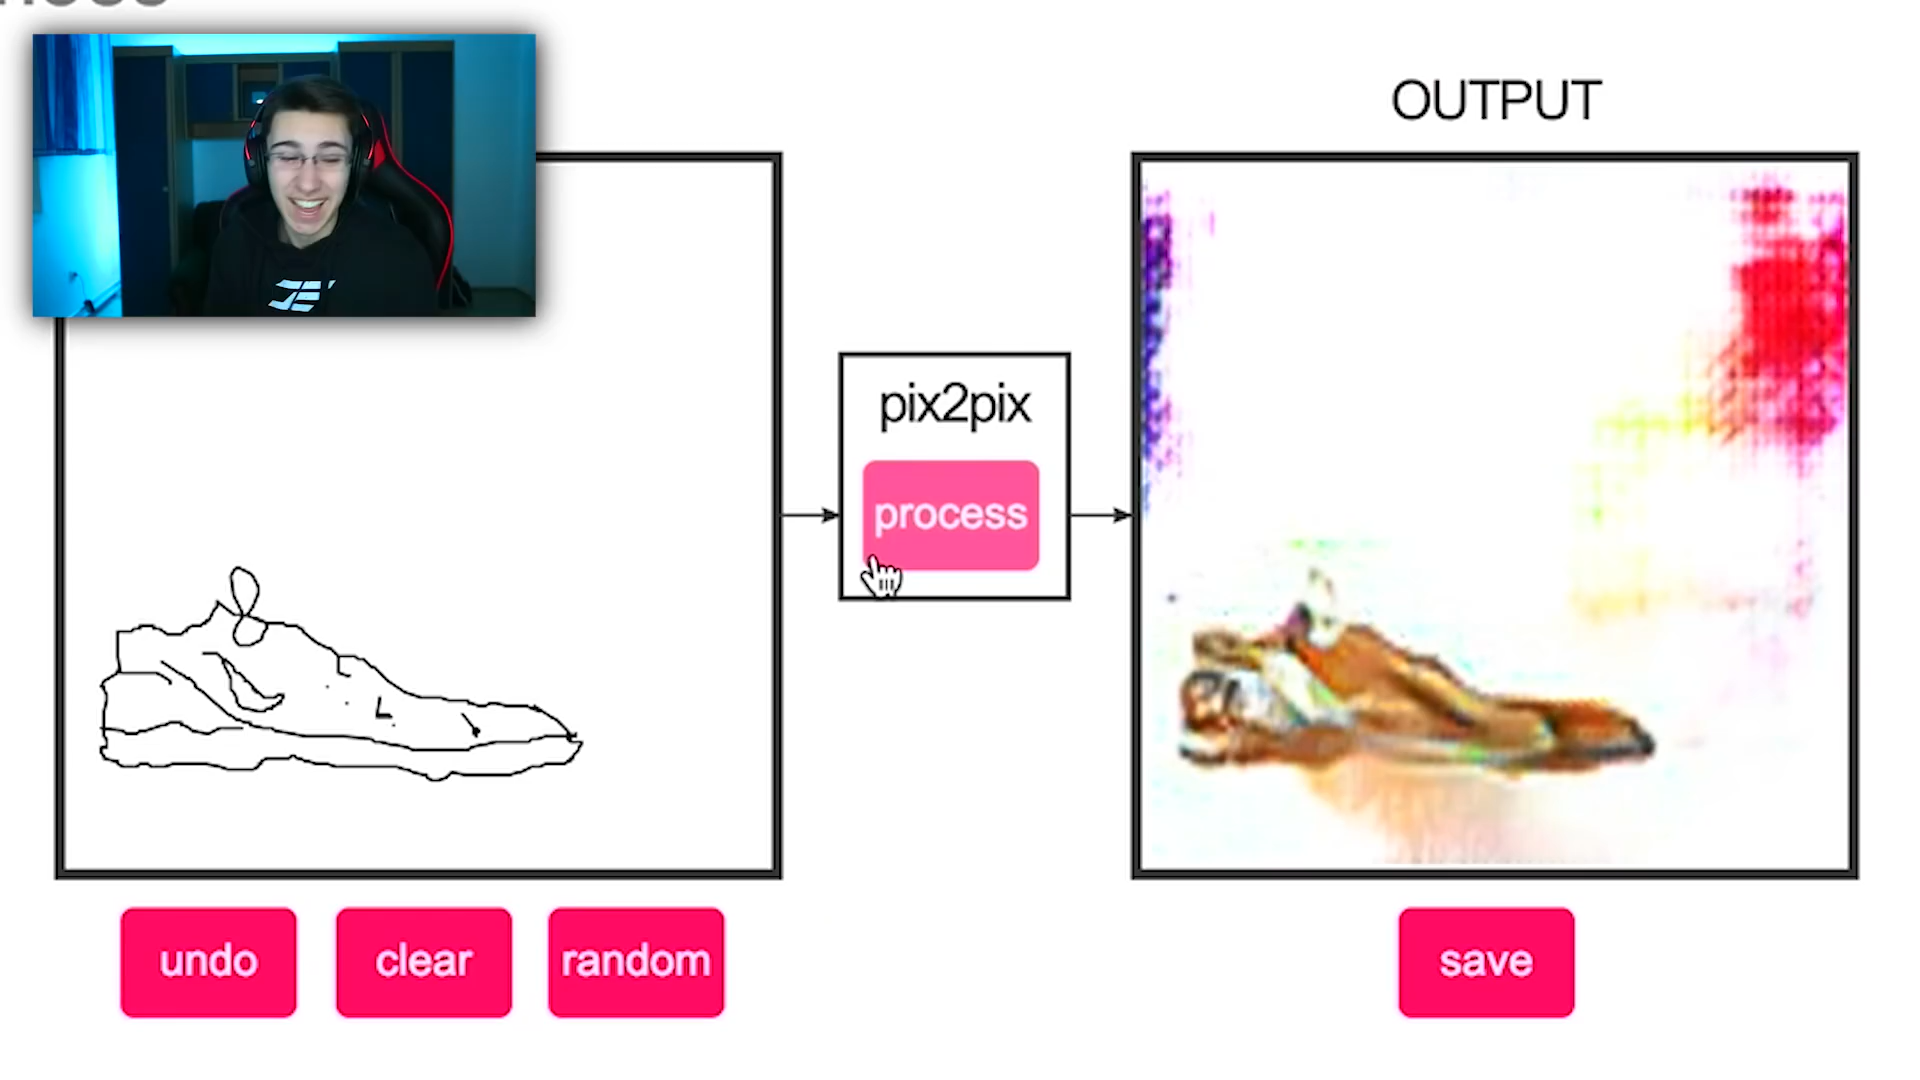 OUTPUT
pix2pix
process
undo
clear
random
save